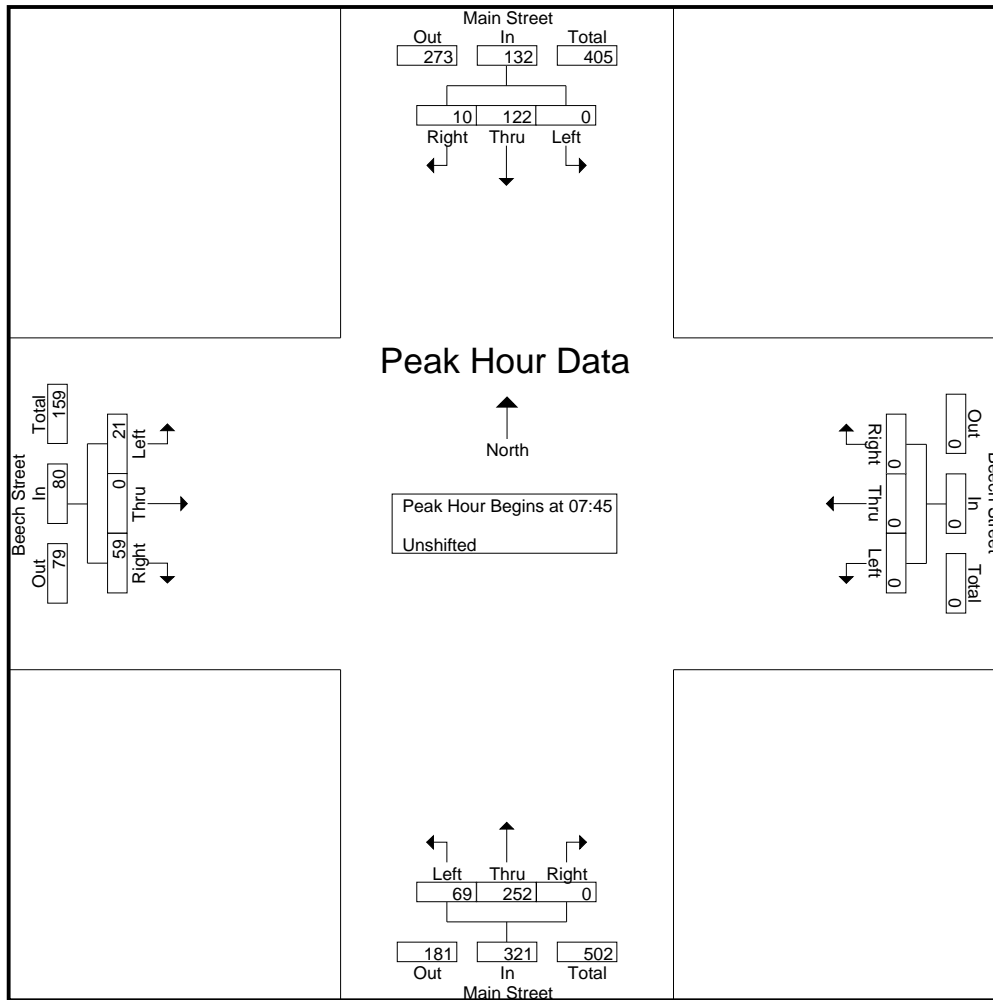 Main Street
Out In Total
273 132 405
10 122 0
Right Thru Left
Peak Hour Data
North
Peak Hour Begins at 07:45
Unshifted
Beech Street
Total In Out
159 80 79
21 0 59
Left Thru Right
Right Thru Left
0 0 0
Out In Total
0 0 0
Beech Street
Left Thru Right
69 252 0
181 321 502
Out In Total
Main Street